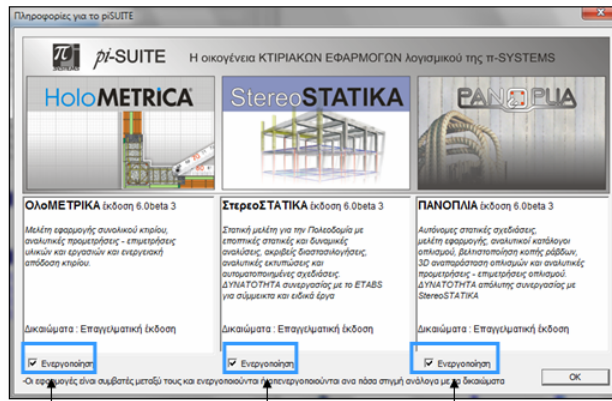 Πληροφορίες για το piSUITE
πi pi-SUITE Η οικογένεια ΚΤΙΡΙΑΚΩΝ ΕΦΑΡΜΟΓΩΝ λογισμικού της π-SYSTEMS
HoloMETRICA
StereoSTATIKA
ΡΑΝΟΡLΙΑ
ΟλοΜΕΤΡΙΚΑ έκδοση 6.0beta 3
Μελέτη εφαρμογής συνολικού κτιρίου,
αναλυτικές προμετρήσεις - επιμετρήσεις
υλικών και εργασιών και ενεργειακή
απόδοση κτιρίου.
Δικαιώματα : Επαγγελματική έκδοση
Ενεργοποίηση
ΣτερεοΣΤΑΤΙΚΑ έκδοση 6.0beta 3
Στατική μελέτη για την Πολεοδομία με
εποπτικές στατικές και δυναμικές
αναλύσεις, ακριβείς διαστασιολογήσεις,
αναλυτικές εκτυπώσεις και
αυτοματοποιημένες σχεδιάσεις.
ΔΥΝΑΤΟΤΗΤΑ συνεργασίας με το ETABS
για σύμμεικτα και ειδικά έργα
Δικαιώματα : Επαγγελματική έκδοση
Ενεργοποίηση
ΠΑΝΟΠΛΙΑ έκδοση 6.0beta 3
Αυτόνομες στατικές σχεδιάσεις,
μελέτη εφαρμογής, αναλυτικοί κατάλογοι
οπλισμού, βελτιστοποίηση κοπής ράβδων,
3D αναπαράσταση οπλισμών και αναλυτικές
προμετρήσεις - επιμετρήσεις οπλισμού.
ΔΥΝΑΤΟΤΗΤΑ απόλυτης συνεργασίας με
StereoSTATIKA
Δικαιώματα : Επαγγελματική έκδοση
Ενεργοποίηση
-Οι εφαρμογές είναι συμβατές μεταξύ τους και ενεργοποιούνται ή απενεργοποιούνται ανα πάσα στιγμή ανάλογα με τα δικαιώματα
OK